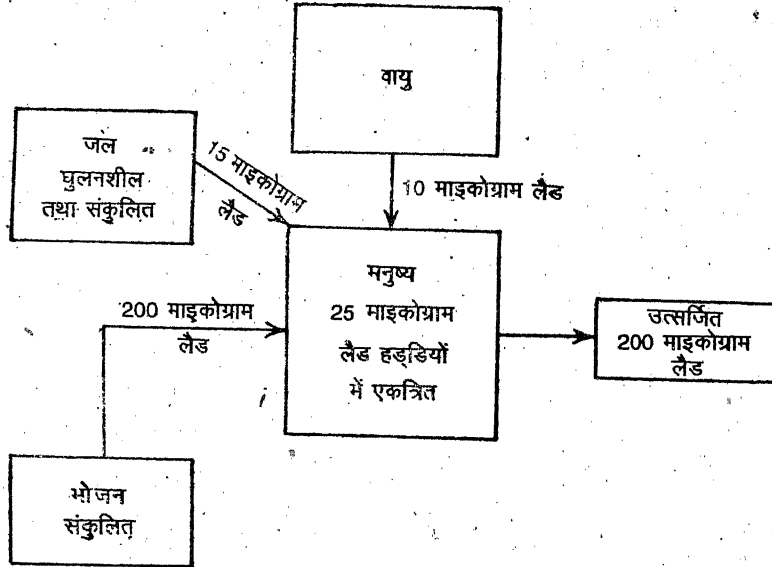 वायु
जल
घुलनशील
तथा संकुलित
15 माइकोग्राम
लैड
10 माइकोग्राम लैड
मनुष्य
25 माइकोग्राम
लैड हड्डियों
में एकत्रित
200 माइकोग्राम
लैड
उत्सर्जित
200 माइकोग्राम
लैड
भोजन
संकुलित